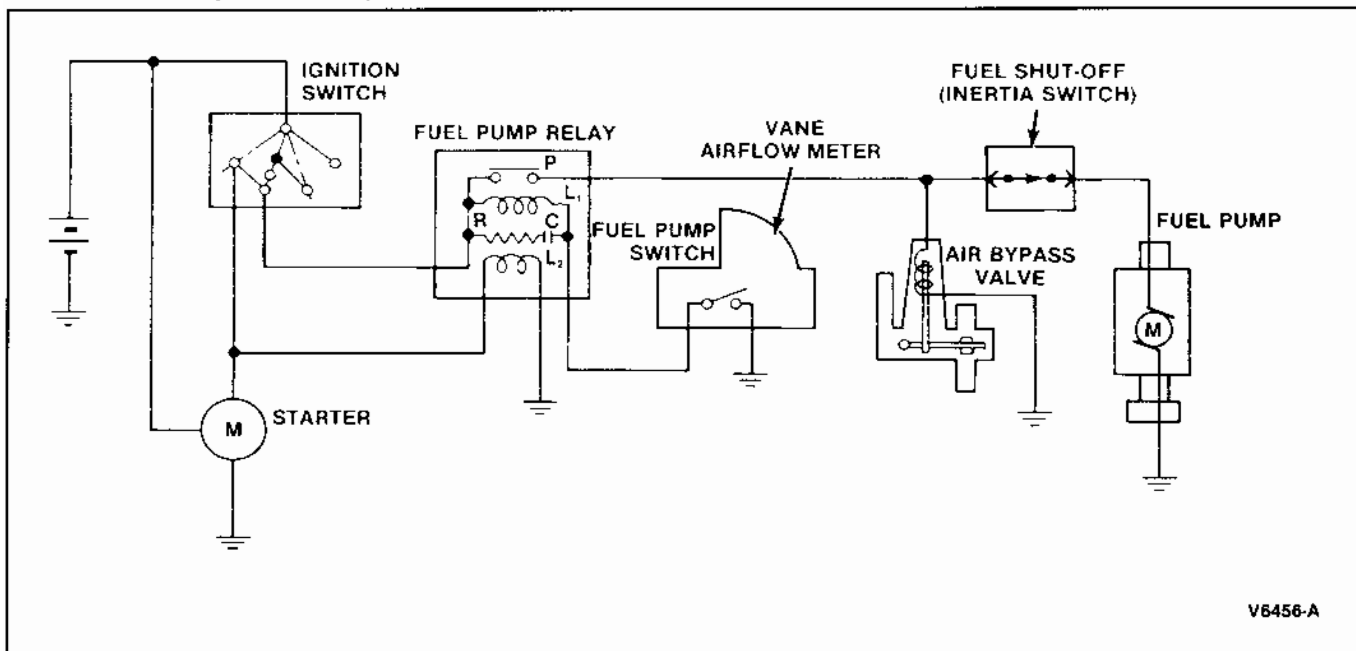 IGNITION
SWITCH
FUEL PUMP RELAY
P
L1
R
C
L2
FUEL PUMP
SWITCH
VANE
AIRFLOW METER
FUEL SHUT-OFF
(INERTIA SWITCH)
AIR BYPASS
VALVE
FUEL PUMP
M
M
STARTER
V6456-A